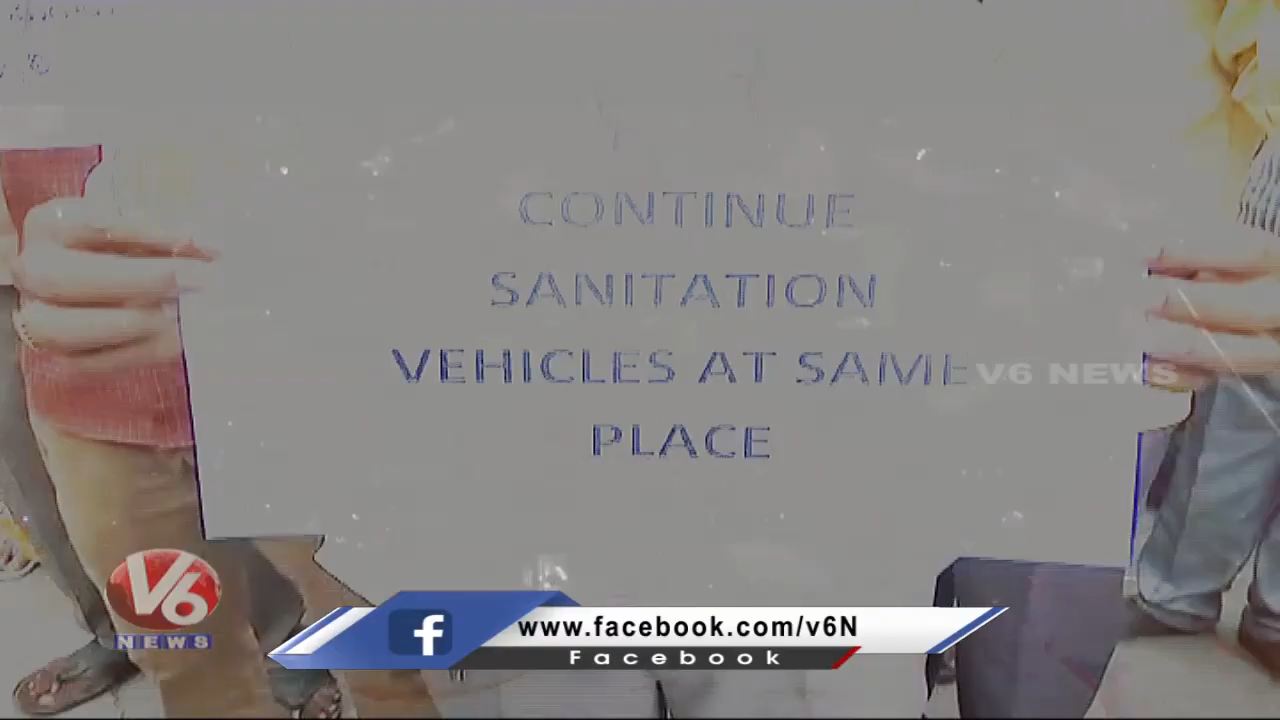 CONTINUE
SANITATION
VEHICLES AT SAME
PLACE
V6 NEWS
V6
NEWS
f
www.facebook.com/v6N
Facebook